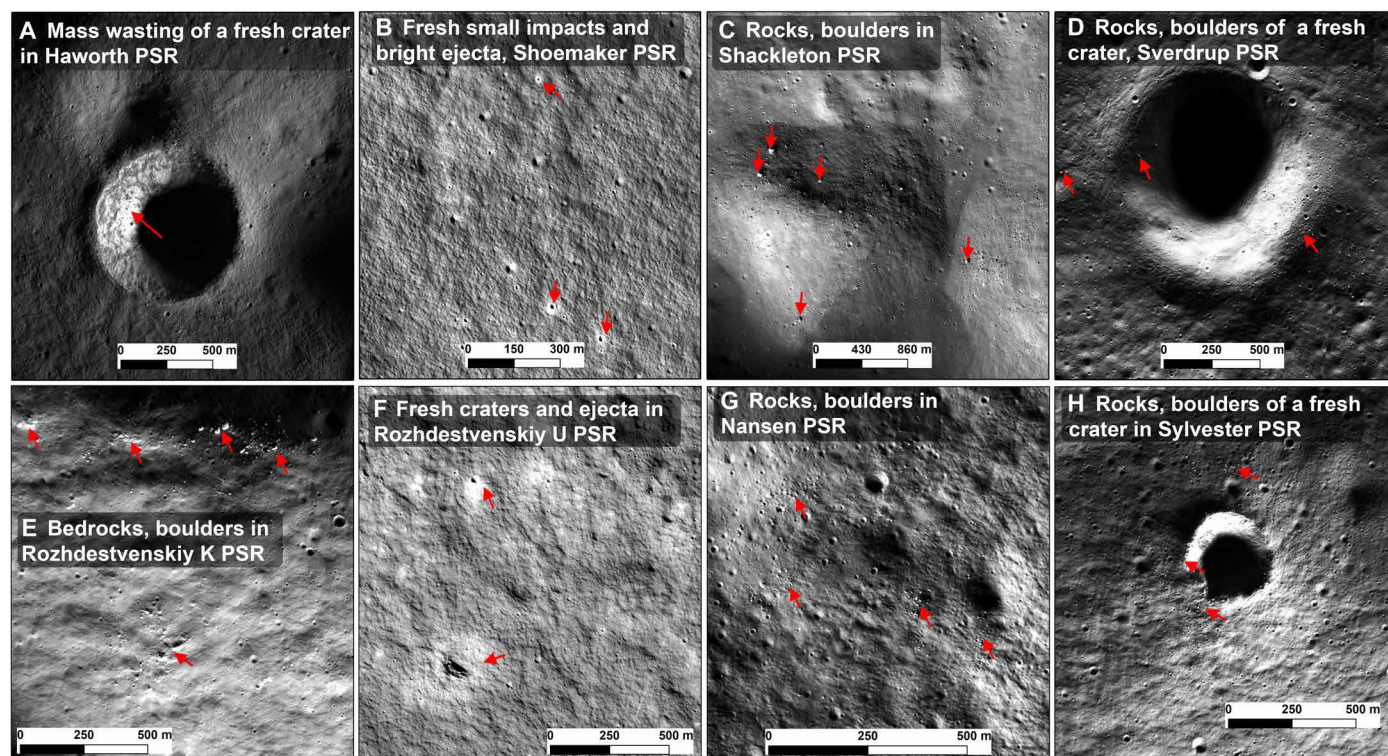 A Mass wasting of a fresh crater
in Haworth PSR
0 250 500 m
B Fresh small impacts and
bright ejecta, Shoemaker PSR
0 150 300 m
C Rocks, boulders in
Shackleton PSR
0 430 860 m
D Rocks, boulders of a fresh
crater, Sverdrup PSR
0 250 500 m
E Bedrocks, boulders in
Rozhdestvenskiy K PSR
0 250 500 m
F Fresh craters and ejecta in
Rozhdestvenskiy U PSR
0 250 500 m
G Rocks, boulders in
Nansen PSR
0 250 500 m
H Rocks, boulders of a fresh
crater in Sylvester PSR
0 250 500 m